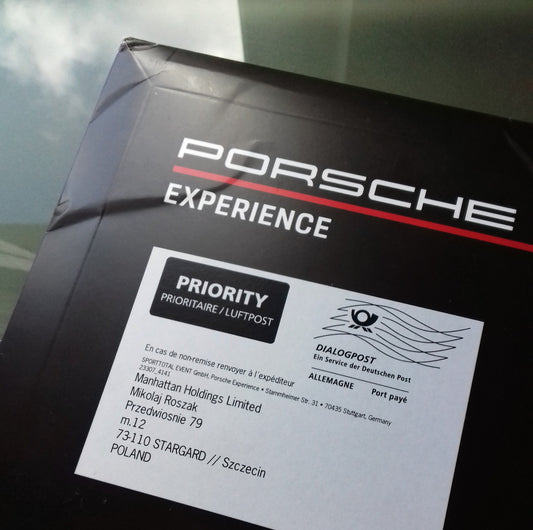 PORSCHE
EXPERIENCE
PRIORITY
PRIORITAIRE / LUFTPOST
DIALOGPOST
Ein Service der Deutschen Post
ALLEMAGNE Port payé
En cas de non-remise renvoyer à l'expéditeur
SPORTTOTAL EVENT GmbH, Porsche Experience • Stammheimer Str. 31 • 70435 Stuttgart, Germany
23307, 4141
Manhattan Holdings Limited
Mikolaj Roszak
Przedwiosnie 79
m.12
73-110 STARGARD // Szczecin
POLAND